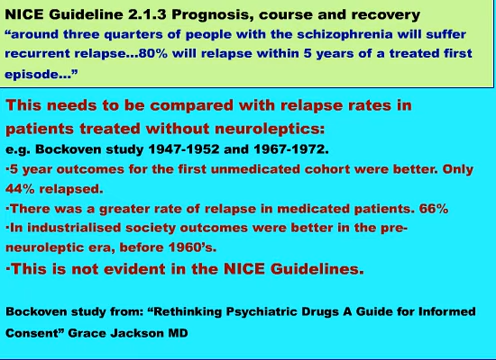 NICE Guideline 2.1.3 Prognosis, course and recovery
“around three quarters of people with the schizophrenia will suffer
recurrent relapse...80% will relapse within 5 years of a treated first
episode...”
This needs to be compared with relapse rates in
patients treated without neuroleptics:
e.g. Bockoven study 1947-1952 and 1967-1972.
·5 year outcomes for the first unmedicated cohort were better. Only
44% relapsed.
·There was a greater rate of relapse in medicated patients. 66%
·In industrialised society outcomes were better in the pre-
neuroleptic era, before 1960’s.
·This is not evident in the NICE Guidelines.
Bockoven study from: “Rethinking Psychiatric Drugs A Guide for Informed
Consent” Grace Jackson MD